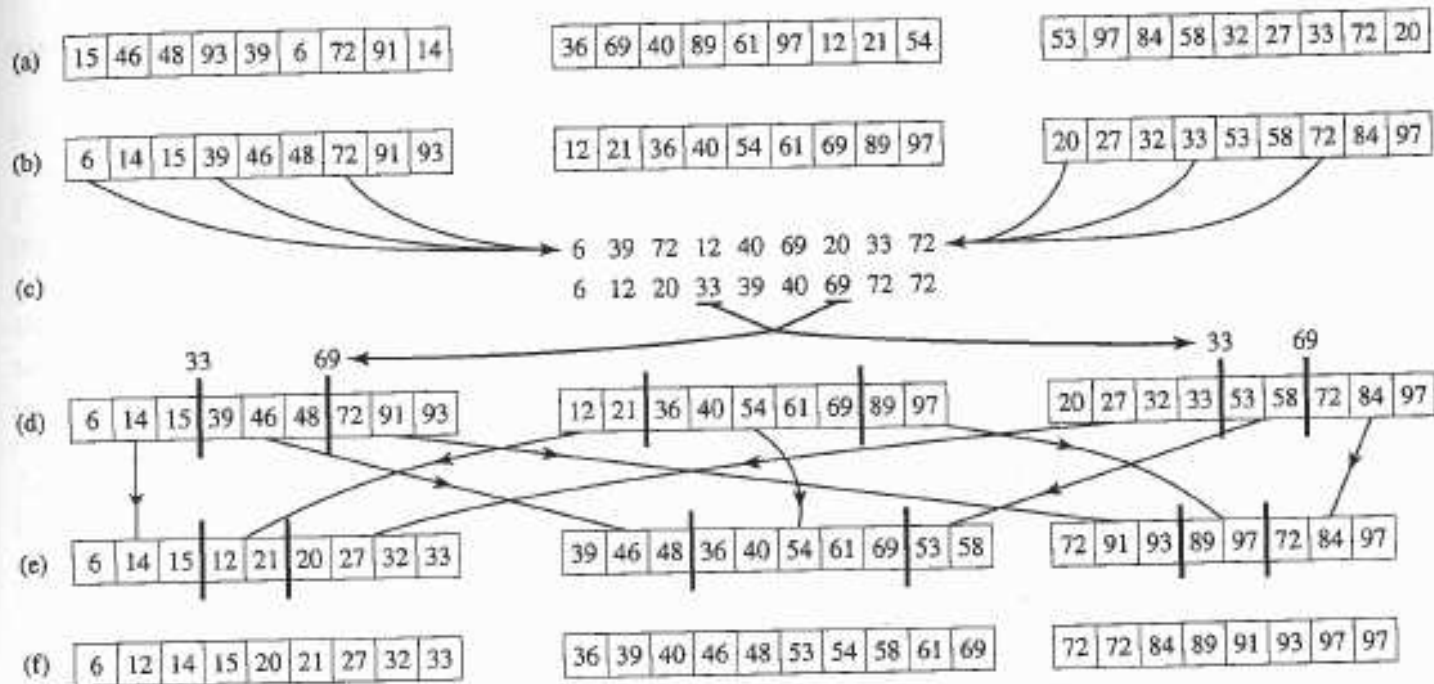 (a) 15 46 48 93 39 6 72 91 14 36 69 40 89 61 97 12 21 54 53 97 84 58 32 27 33 72 20
(b) 6 14 15 39 46 48 72 91 93 12 21 36 40 54 61 69 89 97 20 27 32 33 53 58 72 84 97
6 39 72 12 40 69 20 33 72
(c) 6 12 20 33 39 40 69 72 72
33 69 33 69
(d) 6 14 15 39 46 48 72 91 93 12 21 36 40 54 61 69 89 97 20 27 32 33 53 58 72 84 97
(e) 6 14 15 12 21 20 27 32 33 39 46 48 36 40 54 61 69 53 58 72 91 93 89 97 72 84 97
(f) 6 12 14 15 20 21 27 32 33 36 39 40 46 48 53 54 58 61 69 72 72 84 89 91 93 97 97